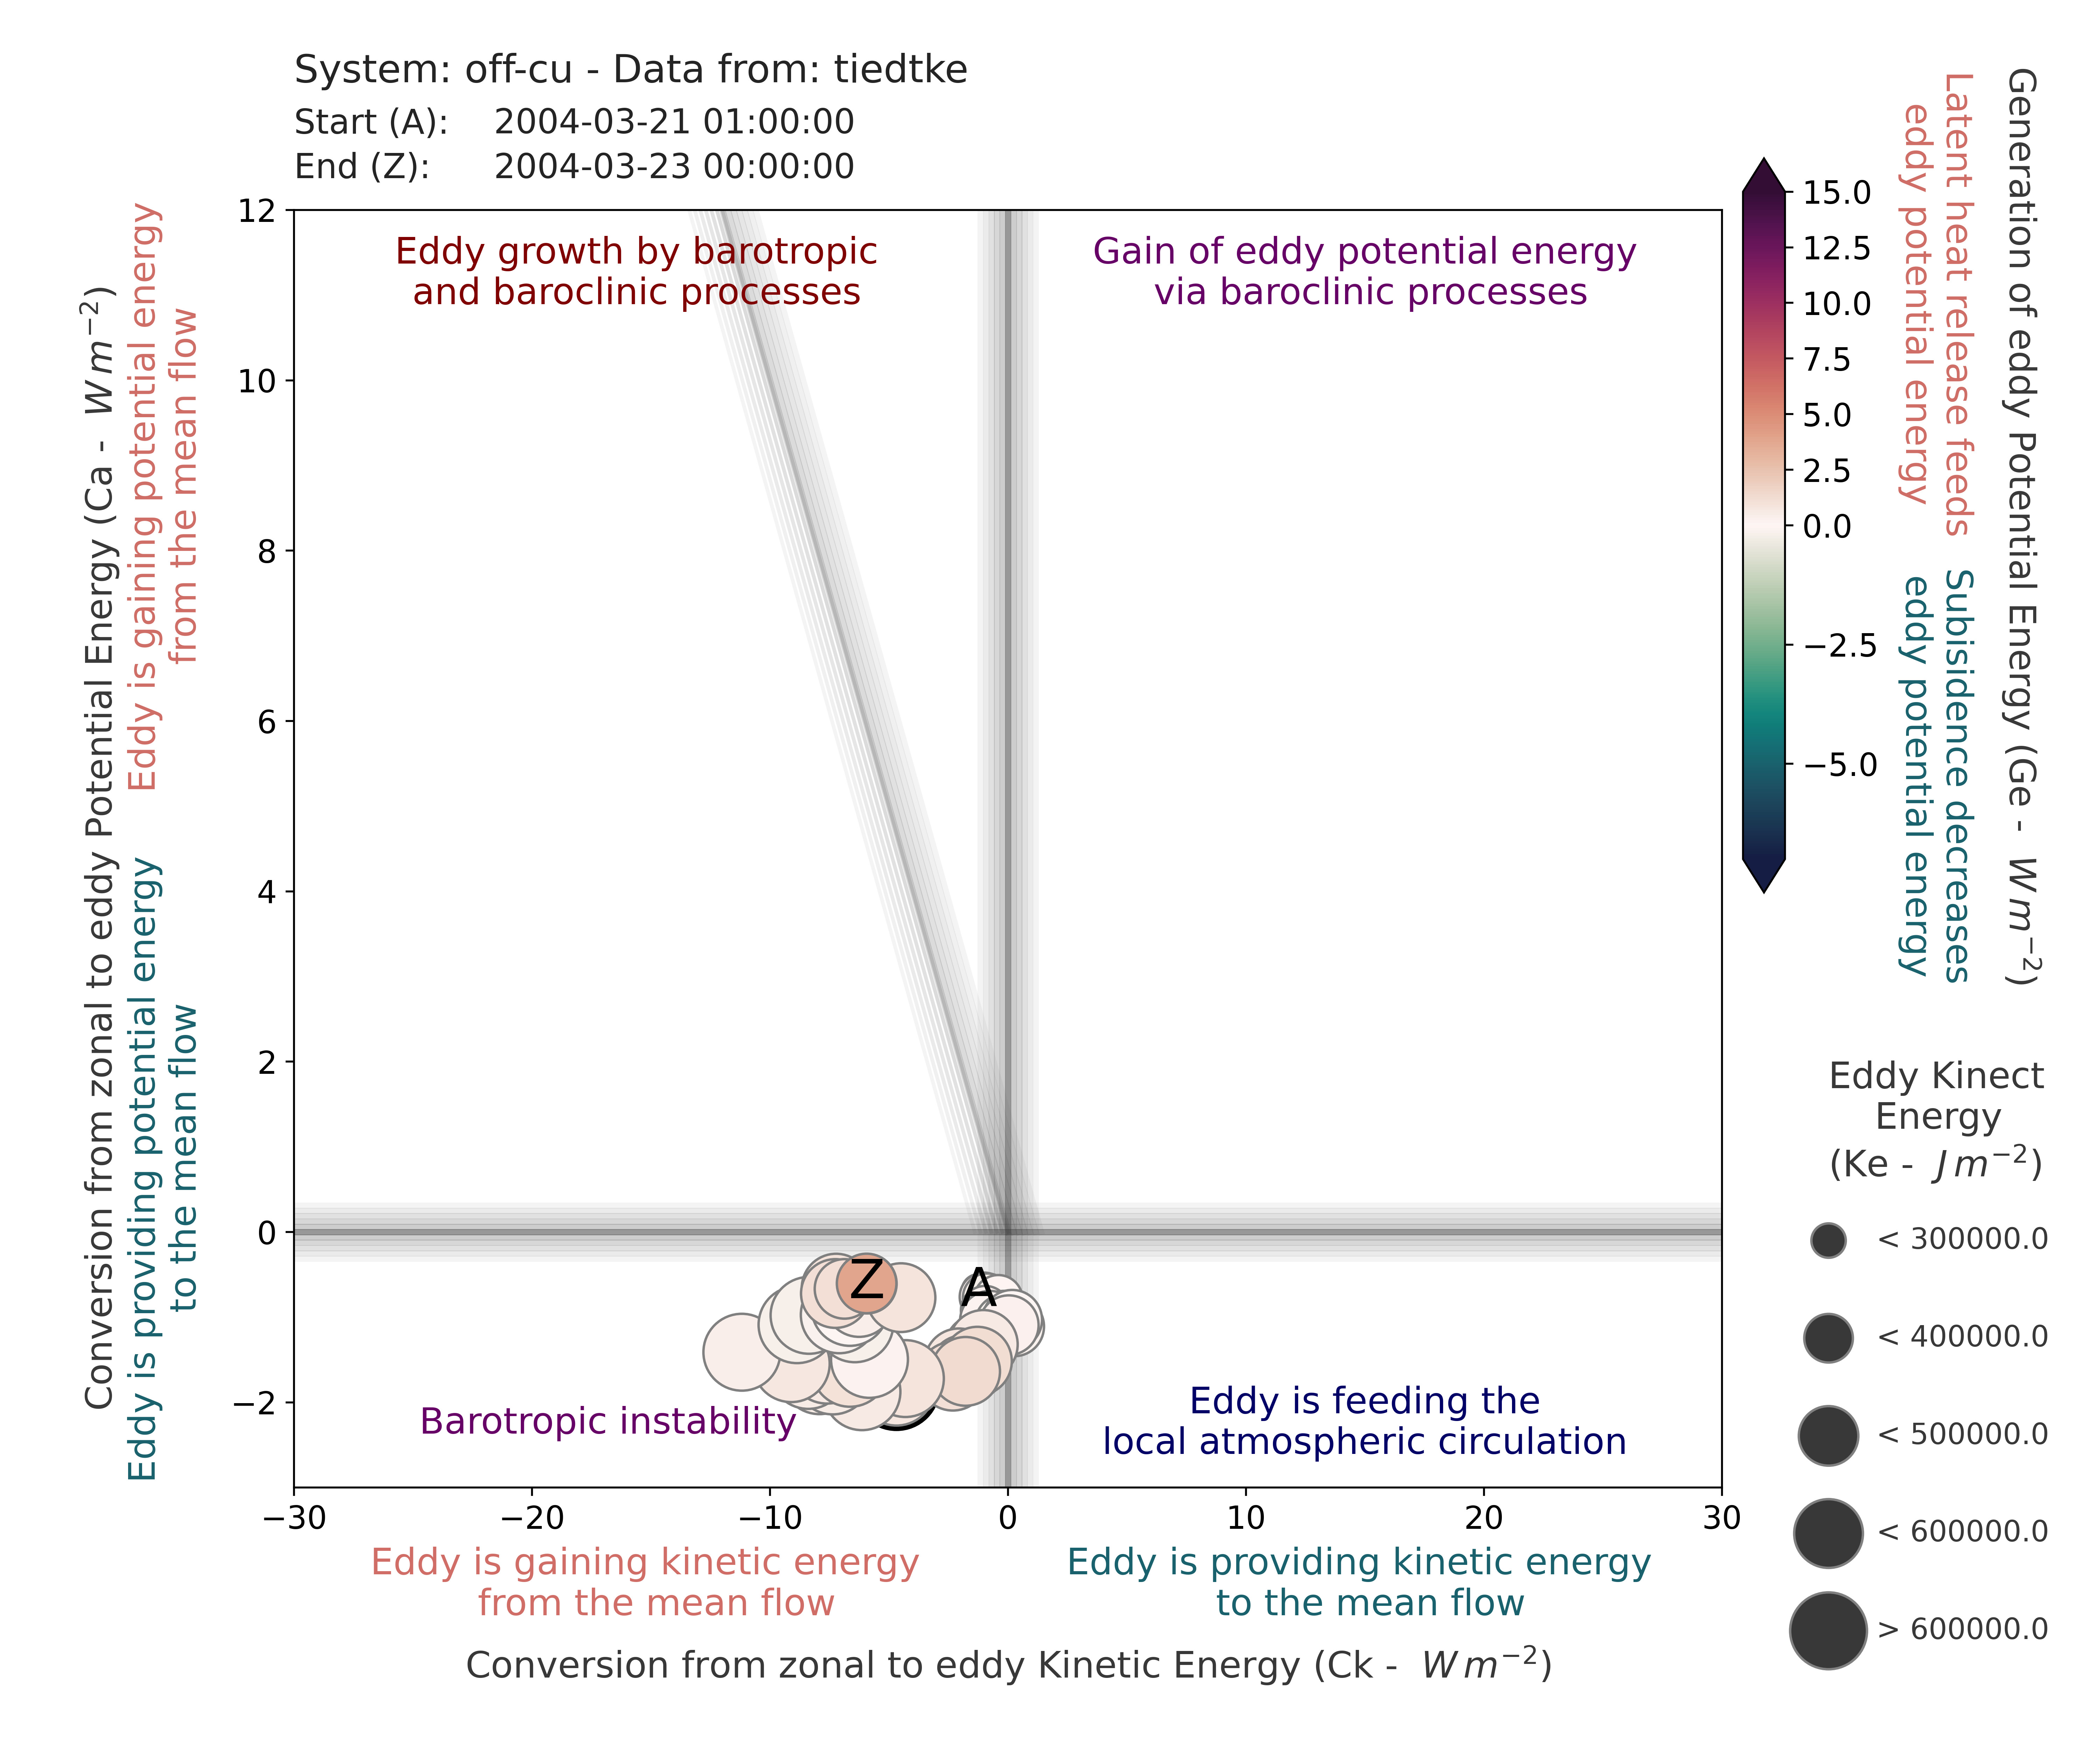 System: off-cu - Data from: tiedtke
Start (A): 2004-03-21 01:00:00
End (Z): 2004-03-23 00:00:00
Conversion from zonal to eddy Potential Energy (Ca - W m⁻²)
Eddy is gaining potential energy
from the mean flow
Eddy is providing potential energy
to the mean flow
12
10
8
6
4
2
0
−2
Eddy growth by barotropic
and baroclinic processes
Gain of eddy potential energy
via baroclinic processes
Z
A
Barotropic instability
Eddy is feeding the
local atmospheric circulation
−30
−20
−10
0
10
20
30
Eddy is gaining kinetic energy
from the mean flow
Eddy is providing kinetic energy
to the mean flow
Conversion from zonal to eddy Kinetic Energy (Ck - W m⁻²)
15.0
12.5
10.0
7.5
5.0
2.5
0.0
−2.5
−5.0
Latent heat release feeds
eddy potential energy
Subisidence decreases
eddy potential energy
Generation of eddy Potential Energy (Ge - W m⁻²)
Eddy Kinect
Energy
(Ke - J m⁻²)
< 300000.0
< 400000.0
< 500000.0
< 600000.0
> 600000.0